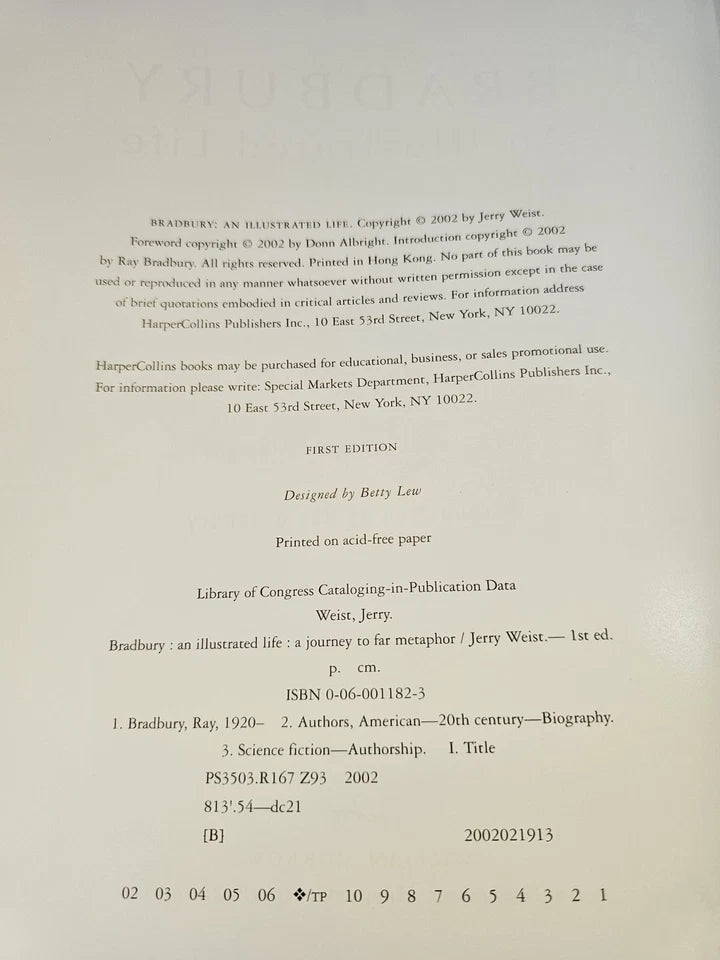 BRADBURY: AN ILLUSTRATED LIFE. Copyright © 2002 by Jerry Weist.
Foreword copyright © 2002 by Donn Albright. Introduction copyright © 2002
by Ray Bradbury. All rights reserved. Printed in Hong Kong. No part of this book may be
used or reproduced in any manner whatsoever without written permission except in the case
of brief quotations embodied in critical articles and reviews. For information address
HarperCollins Publishers Inc., 10 East 53rd Street, New York, NY 10022.
HarperCollins books may be purchased for educational, business, or sales promotional use.
For information please write: Special Markets Department, HarperCollins Publishers Inc.,
10 East 53rd Street, New York, NY 10022.
FIRST EDITION
Designed by Betty Lew
Printed on acid-free paper
Library of Congress Cataloging-in-Publication Data
Weist, Jerry.
Bradbury : an illustrated life : a journey to far metaphor / Jerry Weist.— 1st ed.
p. cm.
ISBN 0-06-001182-3
1. Bradbury, Ray, 1920– 2. Authors, American—20th century—Biography.
3. Science fiction—Authorship. I. Title
PS3503.R167 Z93 2002
813'.54—dc21
[B] 2002021913
02 03 04 05 06 ❖/TP 10 9 8 7 6 5 4 3 2 1